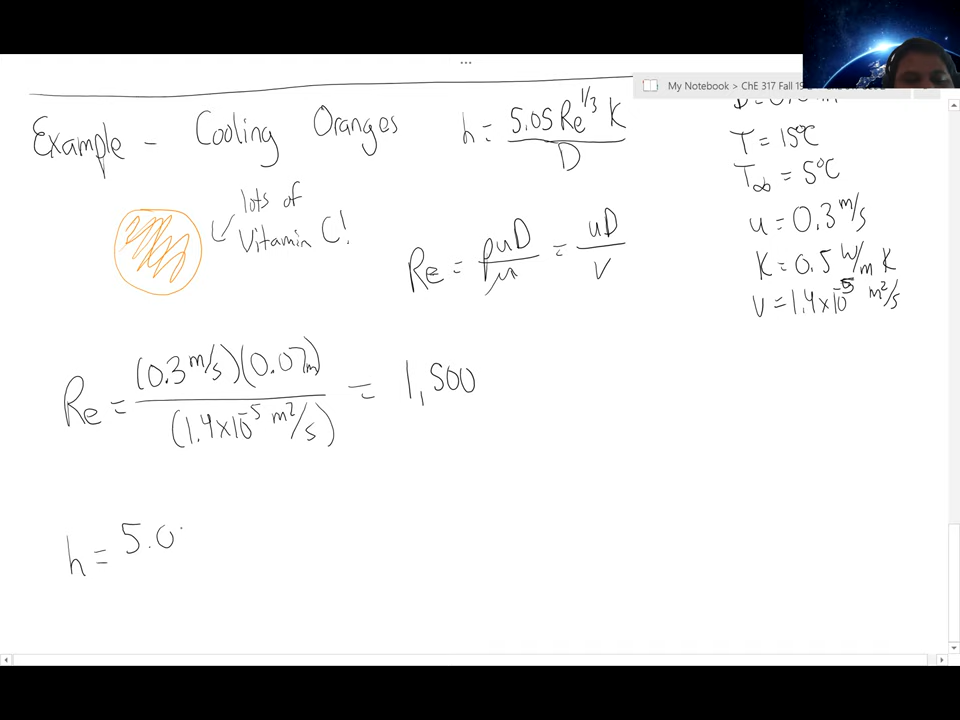 ...
My Notebook > ChE 317 Fall
Example - Cooling Oranges
h = 5.05 Re^1/3 K / D
T = 15°C
T∞ = 5°C
u = 0.3 m/s
K = 0.5 W/m K
ν = 1.4x10^-5 m²/s
lots of
Vitamin C!
Re = ρuD / μ = uD / ν
Re = (0.3 m/s)(0.07m) / (1.4x10^-5 m²/s) = 1,500
h = 5.0